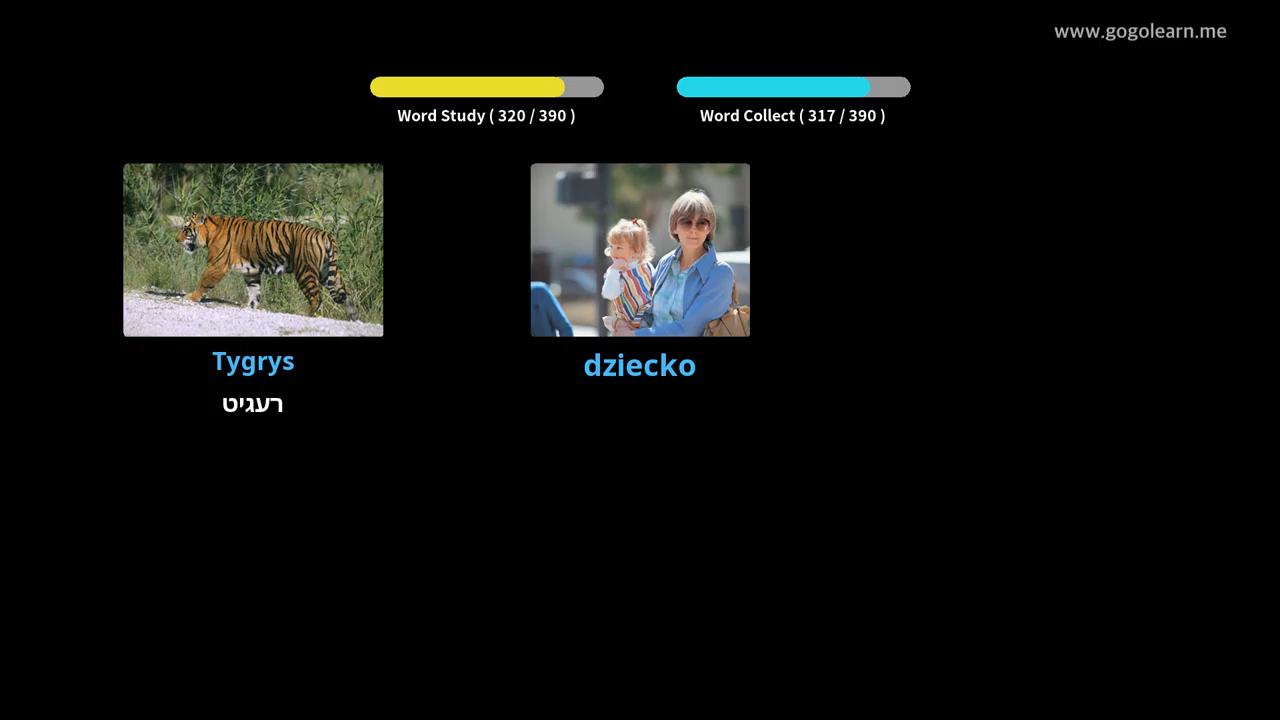 www.gogolearn.me
Word Study ( 320 / 390 )
Word Collect ( 317 / 390 )
Tygrys
רעגיט
dziecko